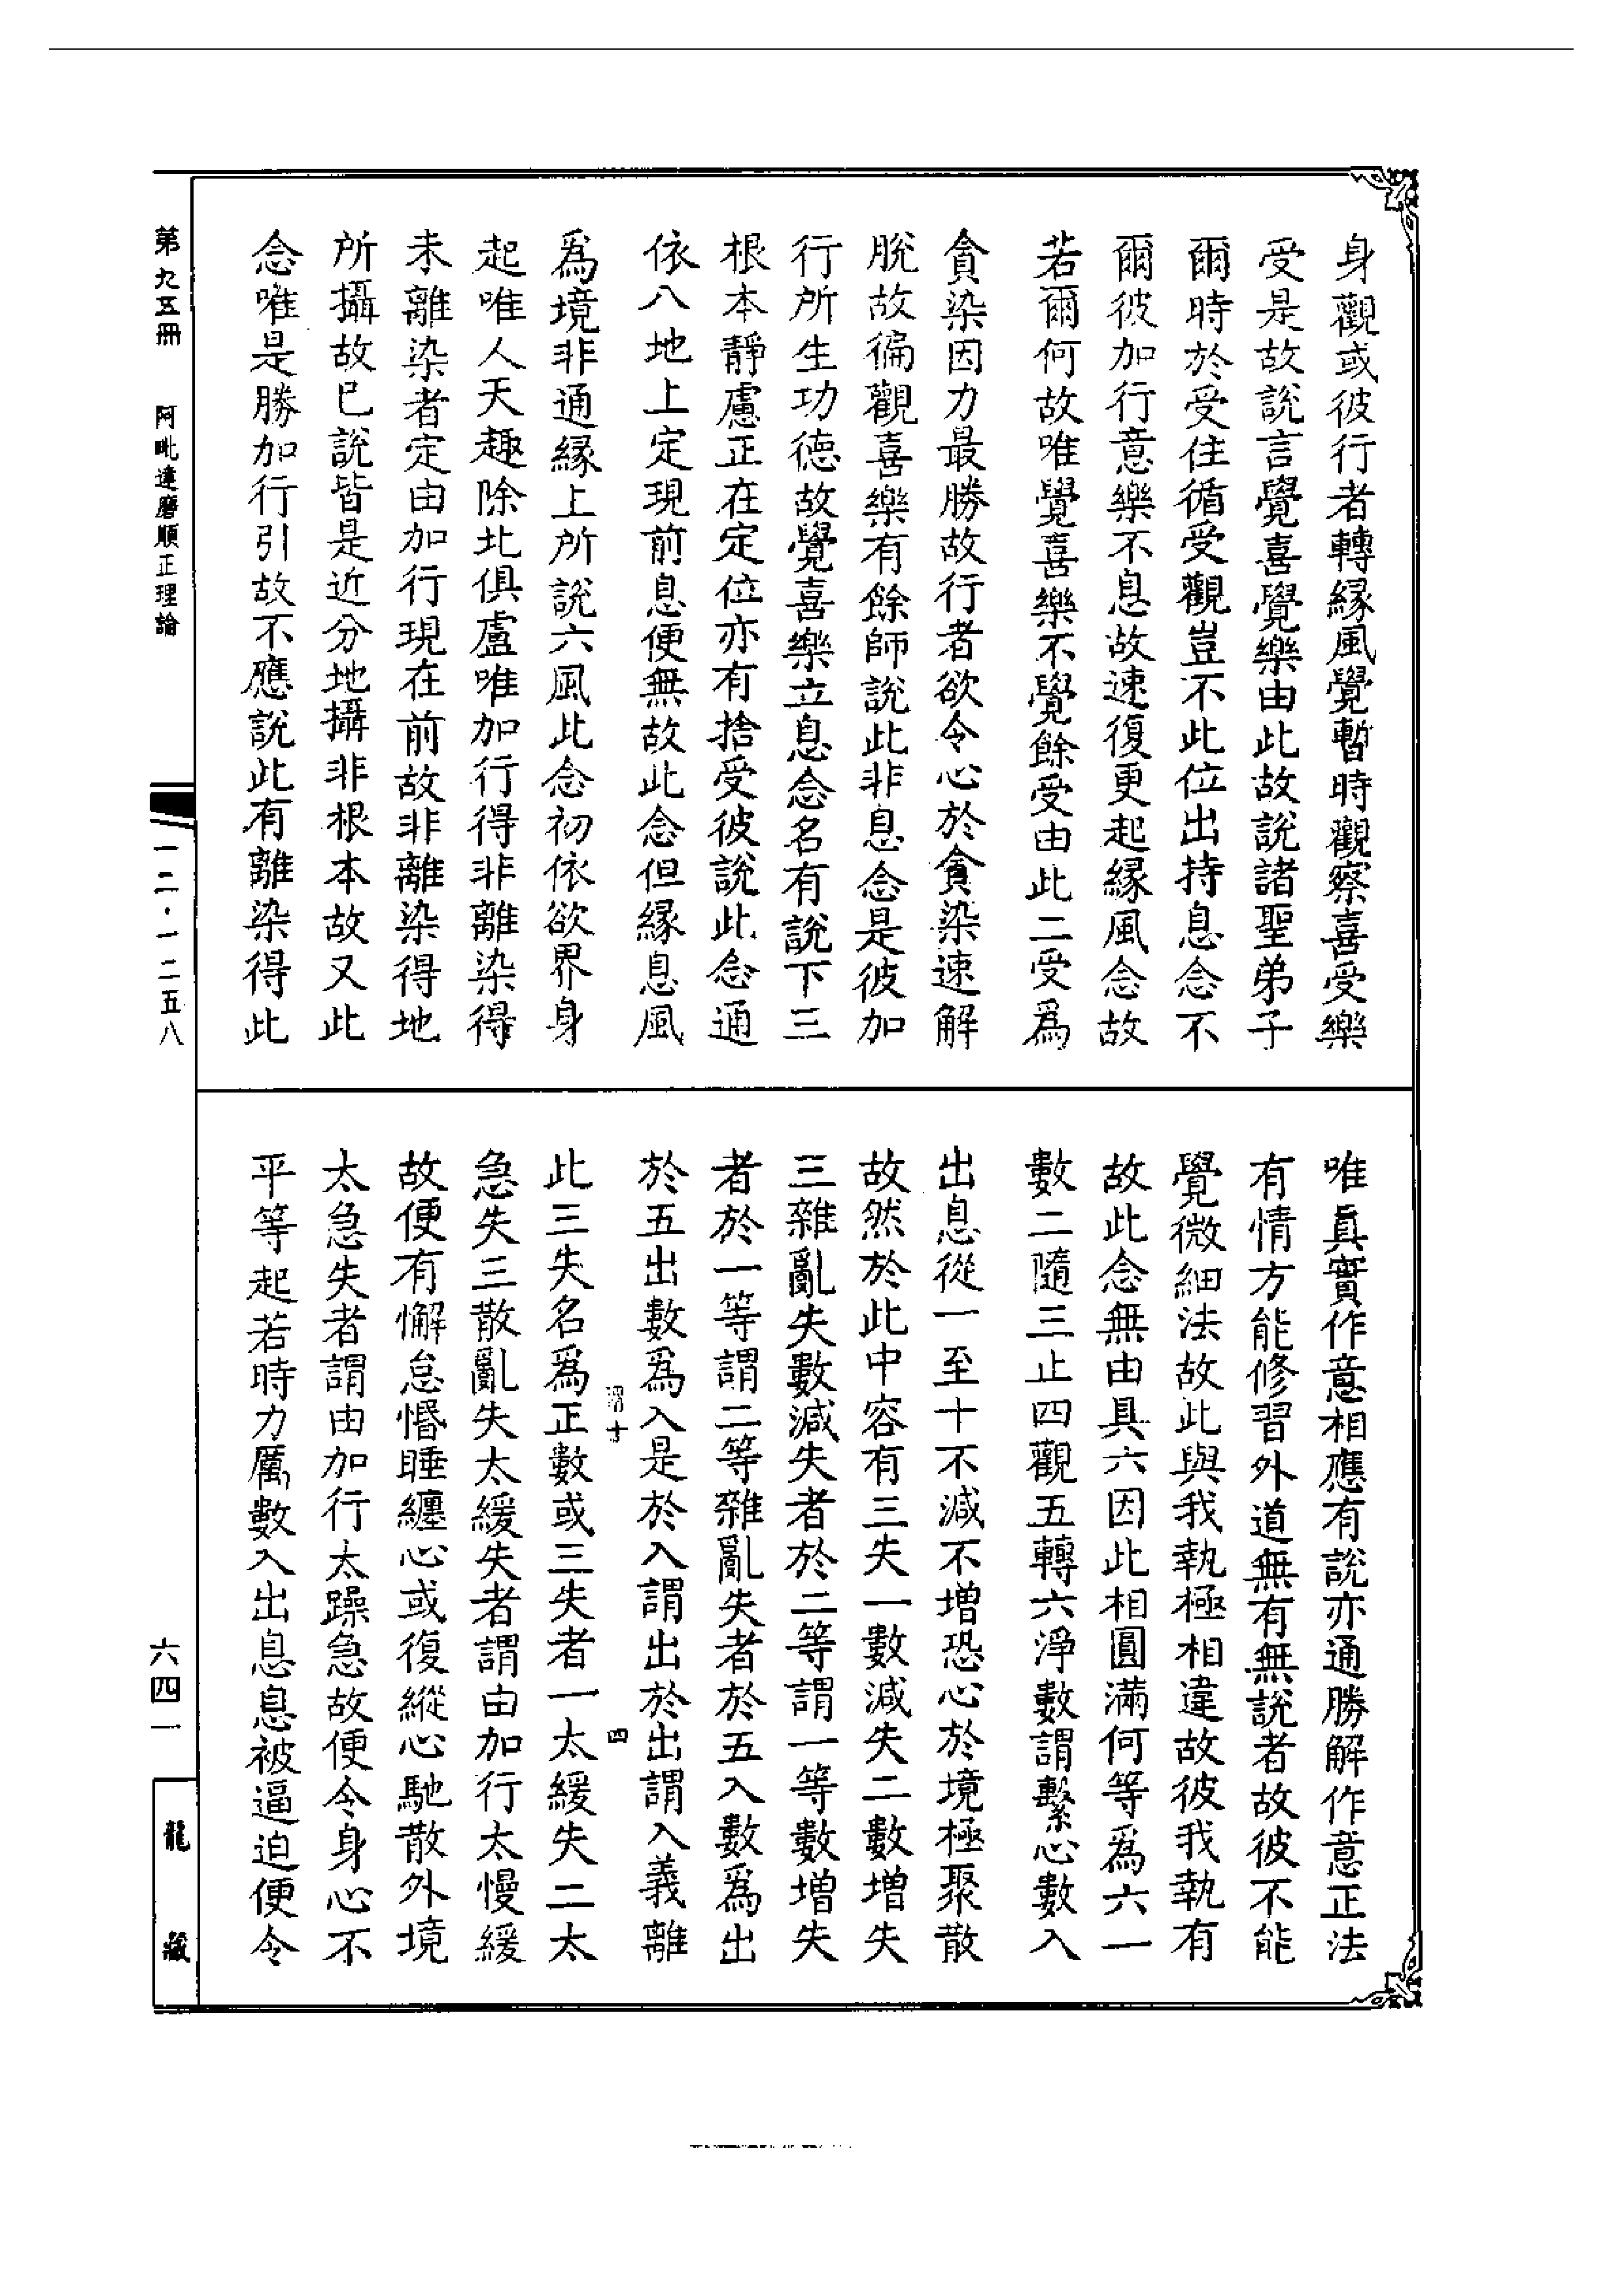 身觀或彼行者轉緣風覺暫時觀察喜受樂
受是故說言覺喜覺樂由此故說諸聖弟子
爾時於受住循受觀豈不此位出持息念不
爾彼加行意樂不息故速復更起緣風念故
若爾何故唯覺喜樂不覺餘受由此二受爲
貪染因力最勝故行者欲令心於貪染速解
脫故徧觀喜樂有餘師說此非息念是彼加
行所生功德故覺喜樂立息念名有說下三
根本靜慮正在定位亦有捨受彼說此念通
依八地上定現前息便無故此念但緣息風
爲境非通緣上所說六風此念初依欲界身
起唯人天趣除北俱盧唯加行得非離染得
未離染者定由加行現在前故非離染得地
所攝故已說皆是近分地攝非根本故又此
念唯是勝加行引故不應說此有離染得此
唯眞實作意相應有說亦通勝解作意正法
有情方能修習外道無有無說者故彼不能
覺微細法故此與我執極相違故彼我執有
故此念無由具六因此相圓滿何等爲六一
數二隨三止四觀五轉六淨數謂繫心數入
出息從一至十不減不增恐心於境極聚散
故然於此中容有三失一數減失二數增失
三雜亂失數減失者於二等謂一等數增失
者於一等謂二等雜亂失者於五入數爲出
於五出數爲入是於入謂出於出謂入義離
謂十 四
此三失名爲正數或三失者一太緩失二太
急失三散亂失太緩失者謂由加行太慢緩
故便有懈怠惛睡纏心或復縱心馳散外境
太急失者謂由加行太躁急故便令身心不
平等起若時力厲數入出息息被逼迫便令
第九五冊 阿毗達磨順正理論
一二·一二五八
六四一
龍藏